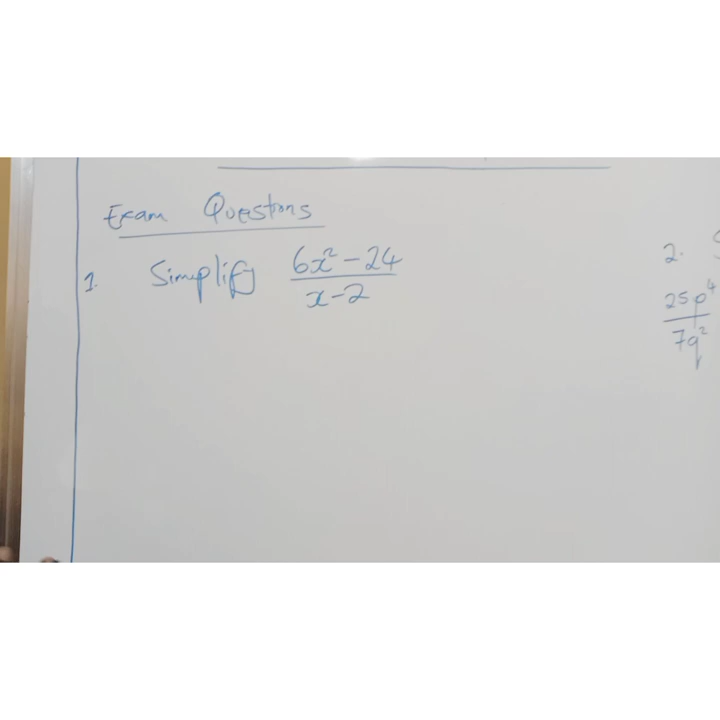 Exam Questions
1. Simplify 6x² - 24
x - 2
2.
25p⁴
7q²